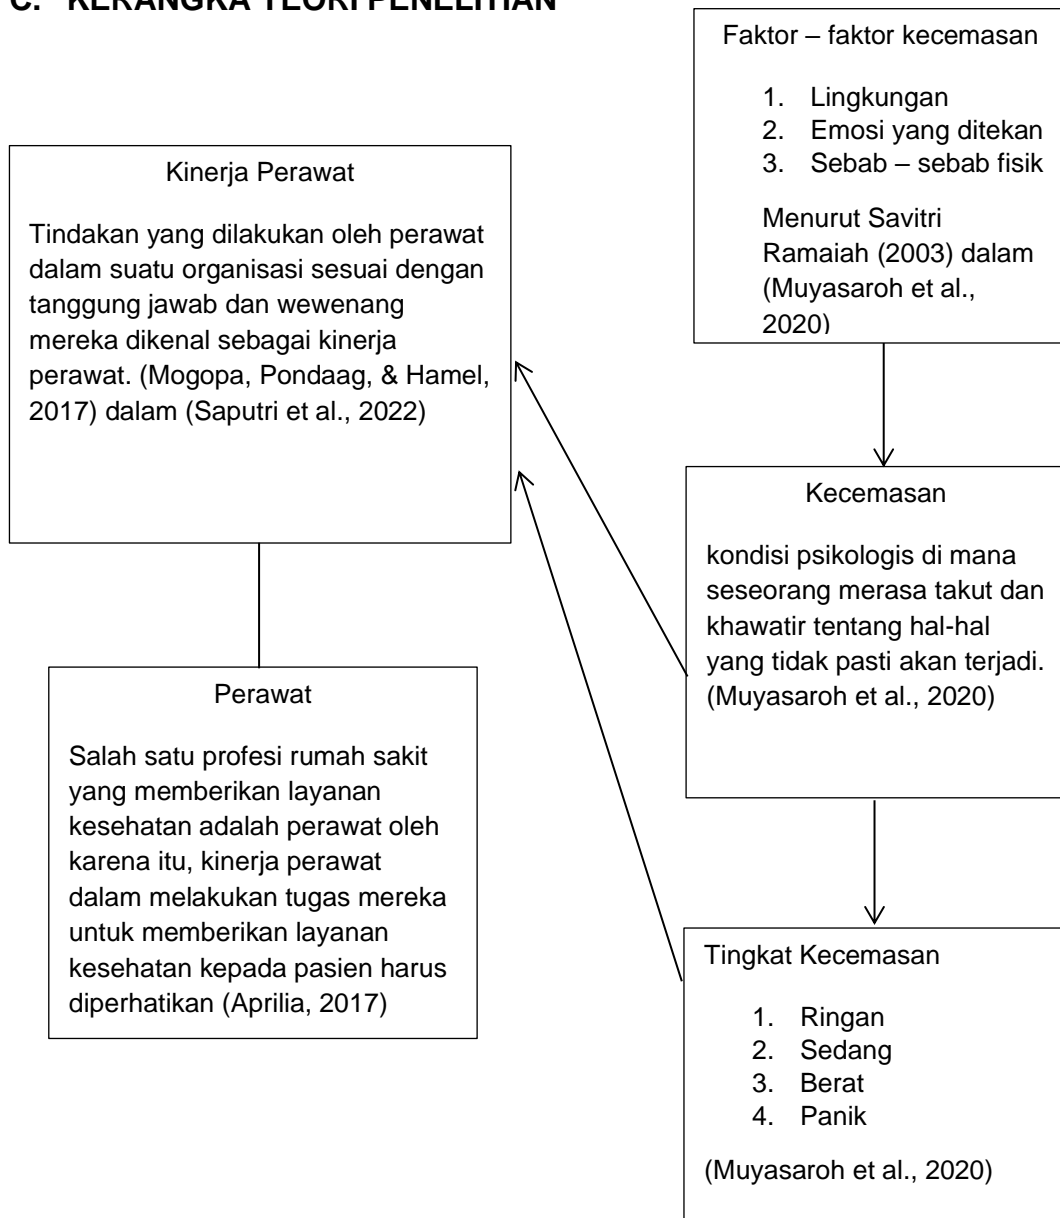 C. KERANGKA TEORI PENELITIAN
Faktor – faktor kecemasan
1. Lingkungan
2. Emosi yang ditekan
3. Sebab – sebab fisik
Menurut Savitri
Ramaiah (2003) dalam
(Muyasaroh et al.,
2020)
Kinerja Perawat
Tindakan yang dilakukan oleh perawat
dalam suatu organisasi sesuai dengan
tanggung jawab dan wewenang
mereka dikenal sebagai kinerja
perawat. (Mogopa, Pondaag, & Hamel,
2017) dalam (Saputri et al., 2022)
Kecemasan
kondisi psikologis di mana
seseorang merasa takut dan
khawatir tentang hal-hal
yang tidak pasti akan terjadi.
(Muyasaroh et al., 2020)
Perawat
Salah satu profesi rumah sakit
yang memberikan layanan
kesehatan adalah perawat oleh
karena itu, kinerja perawat
dalam melakukan tugas mereka
untuk memberikan layanan
kesehatan kepada pasien harus
diperhatikan (Aprilia, 2017)
Tingkat Kecemasan
1. Ringan
2. Sedang
3. Berat
4. Panik
(Muyasaroh et al., 2020)